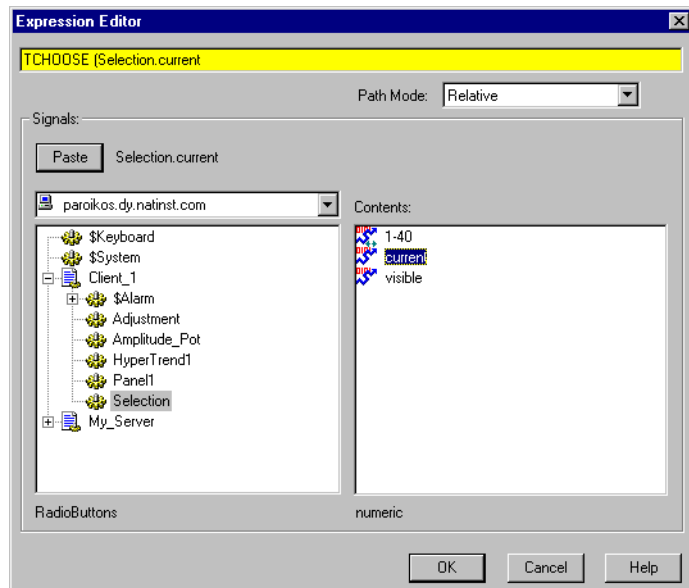 Expression Editor
TCHOOSE (Selection.current
Path Mode: Relative
Signals:
Paste Selection.current
paroikos.dy.natinst.com
Contents:
$Keyboard
$System
Client_1
$Alarm
Adjustment
Amplitude_Pot
HyperTrend1
Panel1
Selection
My_Server
1-40
current
visible
RadioButtons
numeric
OK Cancel Help